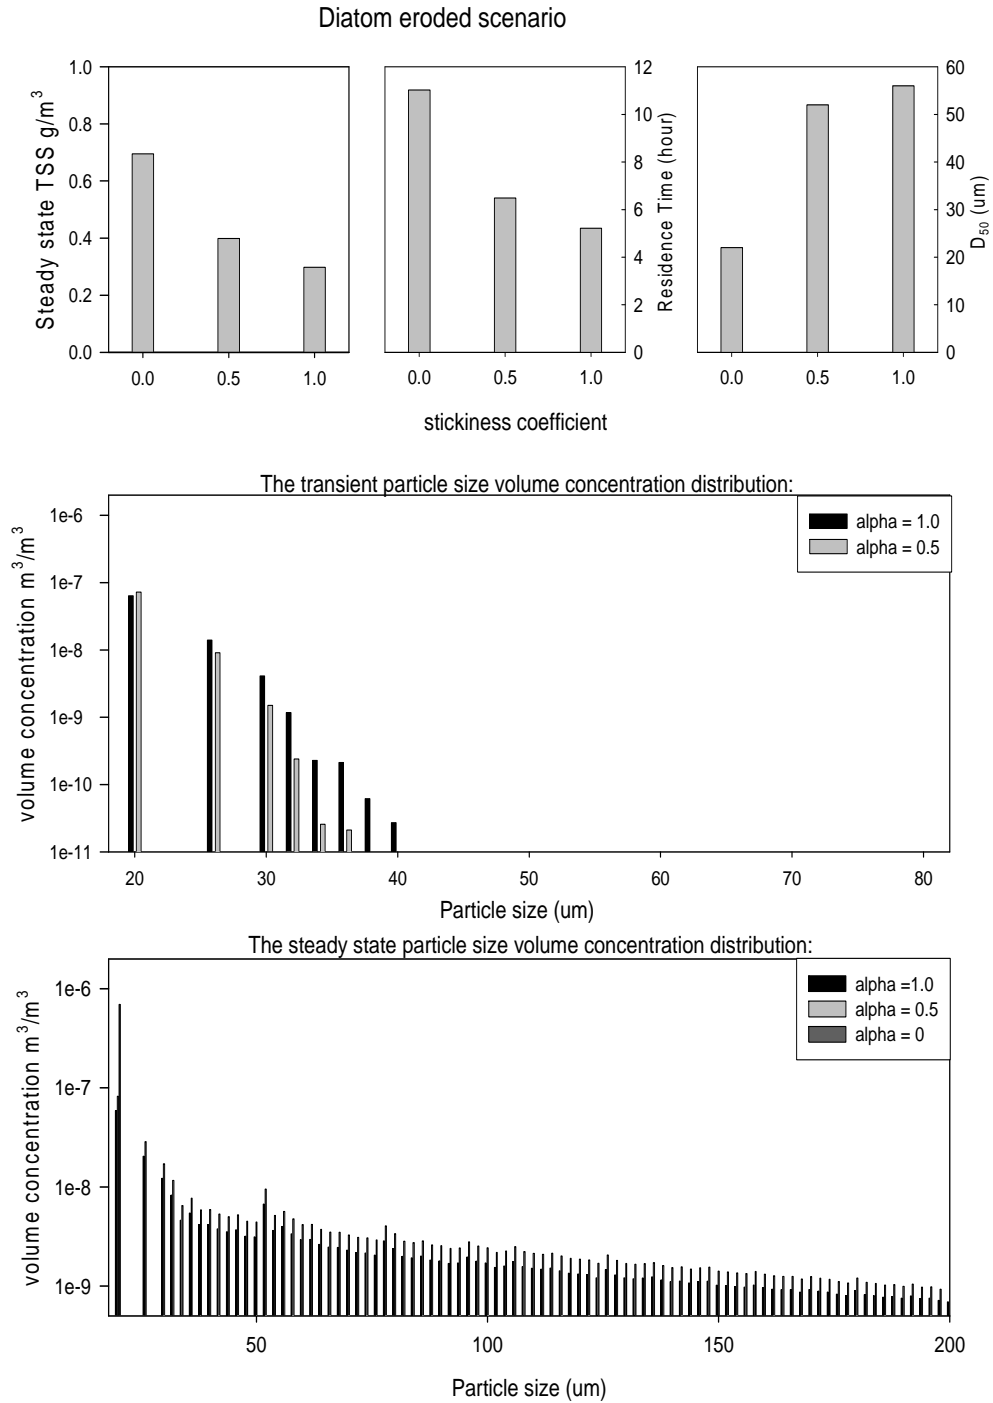 Diatom eroded scenario
Steady state TSS g/m³
1.0
0.8
0.6
0.4
0.2
0.0
0.0 0.5 1.0
12
10
8
6
4
2
0
Residence Time (hour)
0.0 0.5 1.0
60
50
40
30
20
10
0
D₅₀ (um)
0.0 0.5 1.0
stickiness coefficient
The transient particle size volume concentration distribution:
volume concentration m³/m³
1e-6
1e-7
1e-8
1e-9
1e-10
1e-11
alpha = 1.0
alpha = 0.5
20 30 40 50 60 70 80
Particle size (um)
The steady state particle size volume concentration distribution:
volume concentration m³/m³
1e-6
1e-7
1e-8
1e-9
alpha =1.0
alpha = 0.5
alpha = 0
50 100 150 200
Particle size (um)